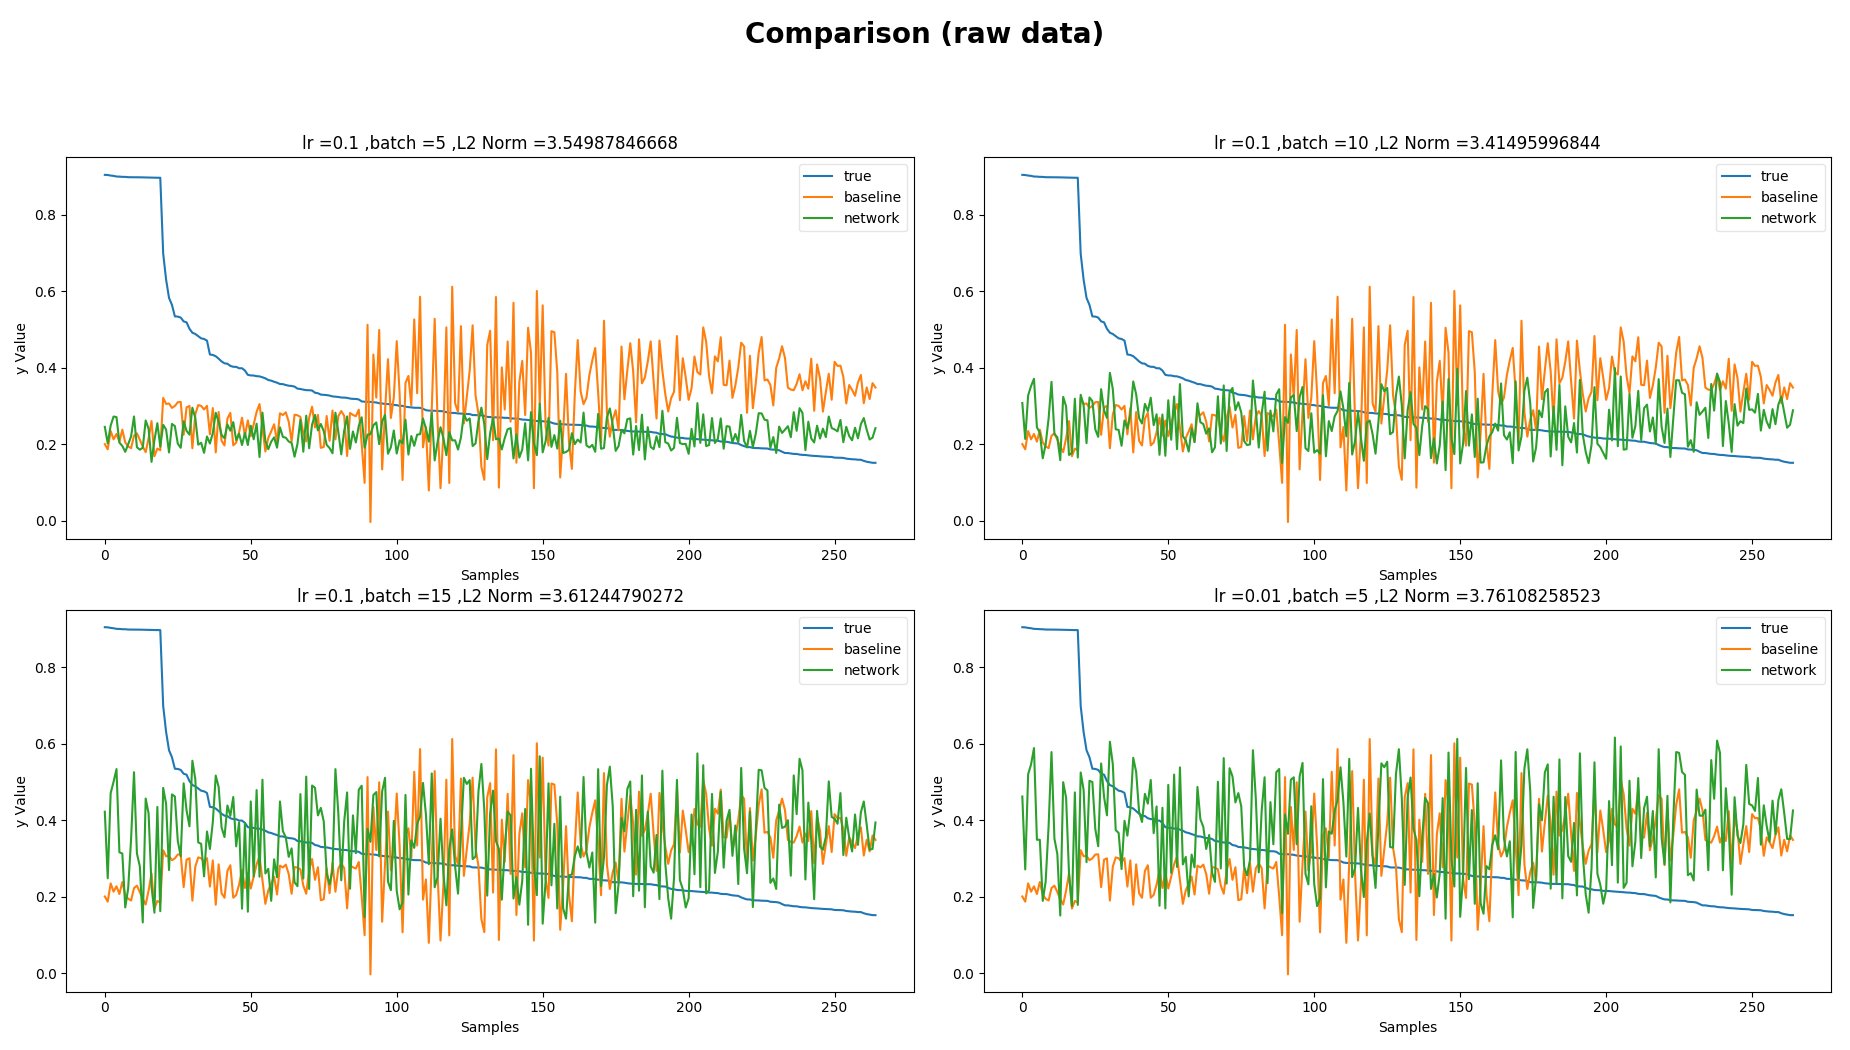 Comparison (raw data)
lr =0.1 ,batch =5 ,L2 Norm =3.54987846668
true
baseline
network
y Value
0.8
0.6
0.4
0.2
0.0
0 50 100 150 200 250
Samples
lr =0.1 ,batch =10 ,L2 Norm =3.41495996844
true
baseline
network
y Value
0.8
0.6
0.4
0.2
0.0
0 50 100 150 200 250
Samples
lr =0.1 ,batch =15 ,L2 Norm =3.61244790272
true
baseline
network
y Value
0.8
0.6
0.4
0.2
0.0
0 50 100 150 200 250
Samples
lr =0.01 ,batch =5 ,L2 Norm =3.76108258523
true
baseline
network
y Value
0.8
0.6
0.4
0.2
0.0
0 50 100 150 200 250
Samples